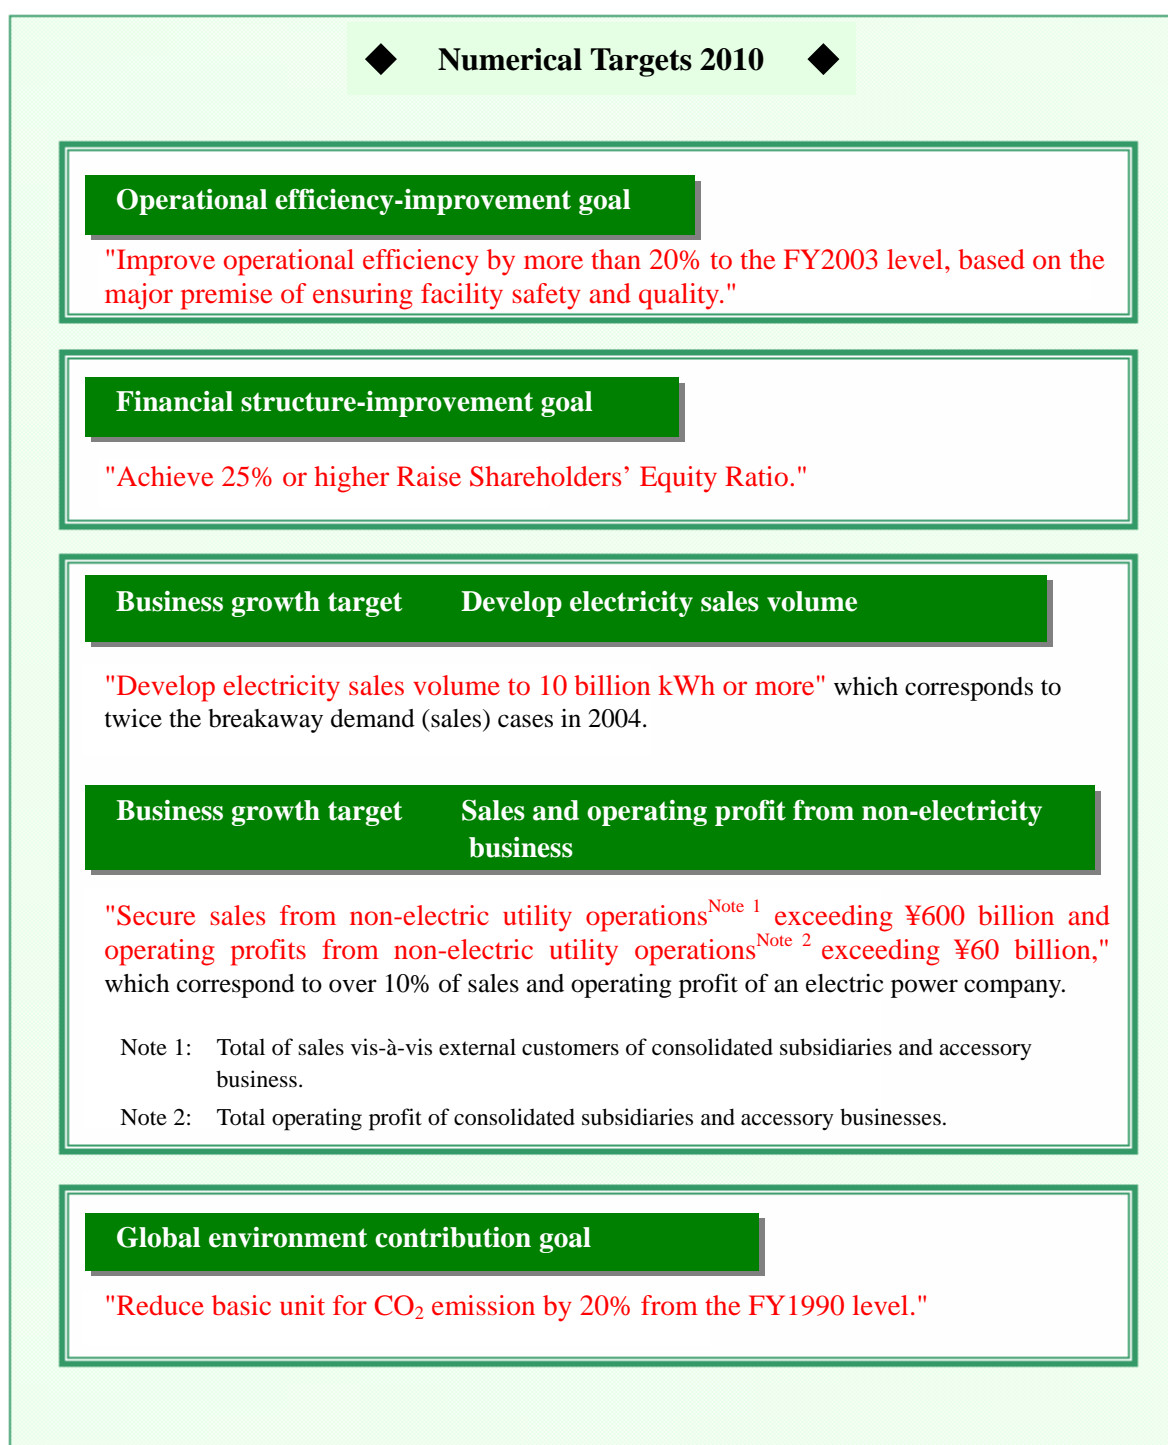 ◆ Numerical Targets 2010 ◆
Operational efficiency-improvement goal
"Improve operational efficiency by more than 20% to the FY2003 level, based on the
major premise of ensuring facility safety and quality."
Financial structure-improvement goal
"Achieve 25% or higher Raise Shareholders’ Equity Ratio."
Business growth target Develop electricity sales volume
"Develop electricity sales volume to 10 billion kWh or more" which corresponds to
twice the breakaway demand (sales) cases in 2004.
Business growth target Sales and operating profit from non-electricity
business
"Secure sales from non-electric utility operations^Note 1 exceeding ¥600 billion and
operating profits from non-electric utility operations^Note 2 exceeding ¥60 billion,"
which correspond to over 10% of sales and operating profit of an electric power company.
Note 1: Total of sales vis-à-vis external customers of consolidated subsidiaries and accessory
business.
Note 2: Total operating profit of consolidated subsidiaries and accessory businesses.
Global environment contribution goal
"Reduce basic unit for CO₂ emission by 20% from the FY1990 level."